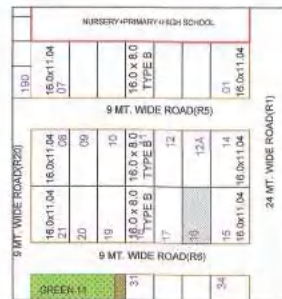 NURSERY+PRIMARY+HIGH SCHOOL
190
16.0x11.04
07
16.0 x 8.0
TYPE B
01
16.0x11.04
9 MT. WIDE ROAD(R5)
9 MT. WIDE ROAD(R20)
24 MT. WIDE ROAD(R1)
16.0x11.04
08
09
10
16.0 x 8.0
TYPE B
12
12A
14
16.0x11.04
16.0x11.04
21
20
19
16.0 x 8.0
TYPE B
17
16
15
16.0x11.04
9 MT. WIDE ROAD(R6)
GREEN-11
31
34